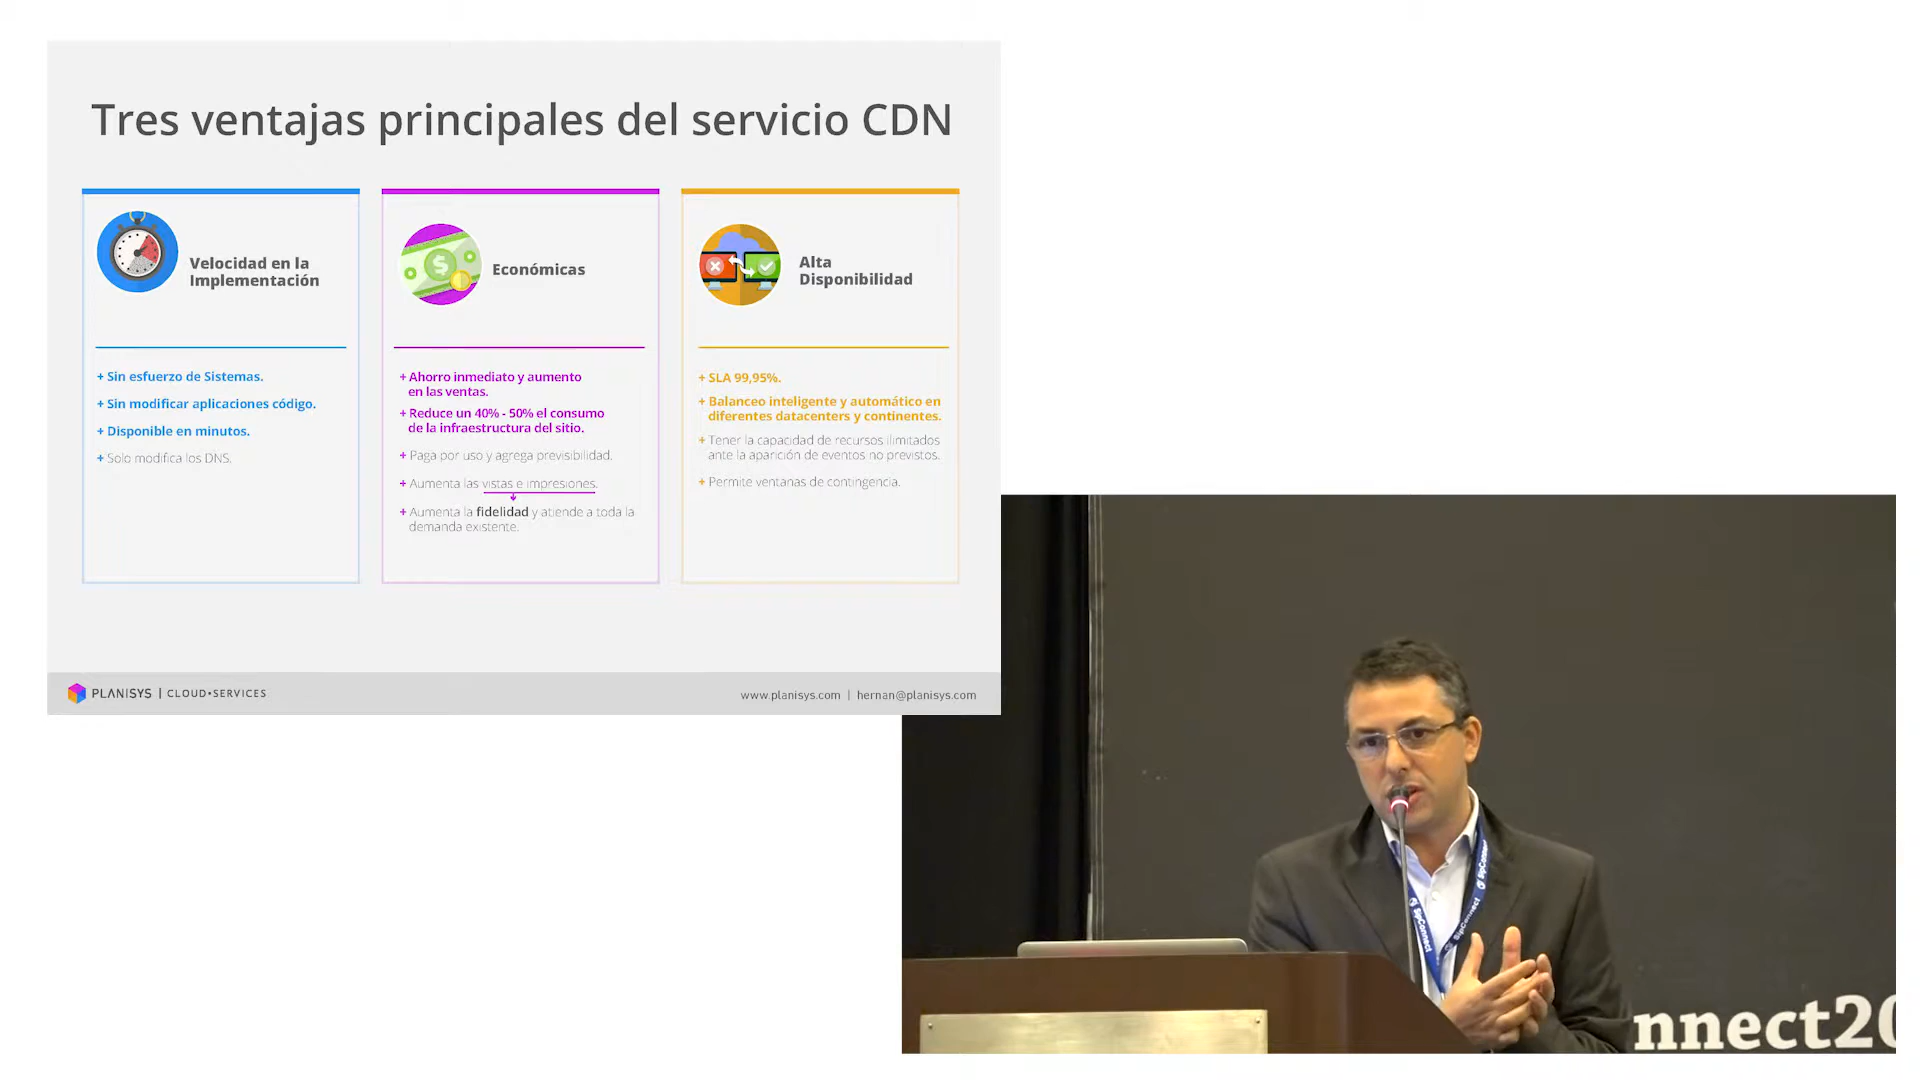 Tres ventajas principales del servicio CDN
Velocidad en la
Implementación
+ Sin esfuerzo de Sistemas.
+ Sin modificar aplicaciones código.
+ Disponible en minutos.
+ Solo modifica los DNS.
Económicas
+ Ahorro inmediato y aumento
en las ventas.
+ Reduce un 40% - 50% el consumo
de la infraestructura del sitio.
+ Paga por uso y agrega previsibilidad.
+ Aumenta las vistas e impresiones.
+ Aumenta la fidelidad y atiende a toda la
demanda existente.
Alta
Disponibilidad
+ SLA 99,95%.
+ Balanceo inteligente y automático en
diferentes datacenters y continentes.
+ Tener la capacidad de recursos ilimitados
ante la aparición de eventos no previstos.
+ Permite ventanas de contingencia.
PLANISYS | CLOUD•SERVICES
www.planisys.com | hernan@planisys.com
SipConnect
SipConnect
SipConnect
nnect20